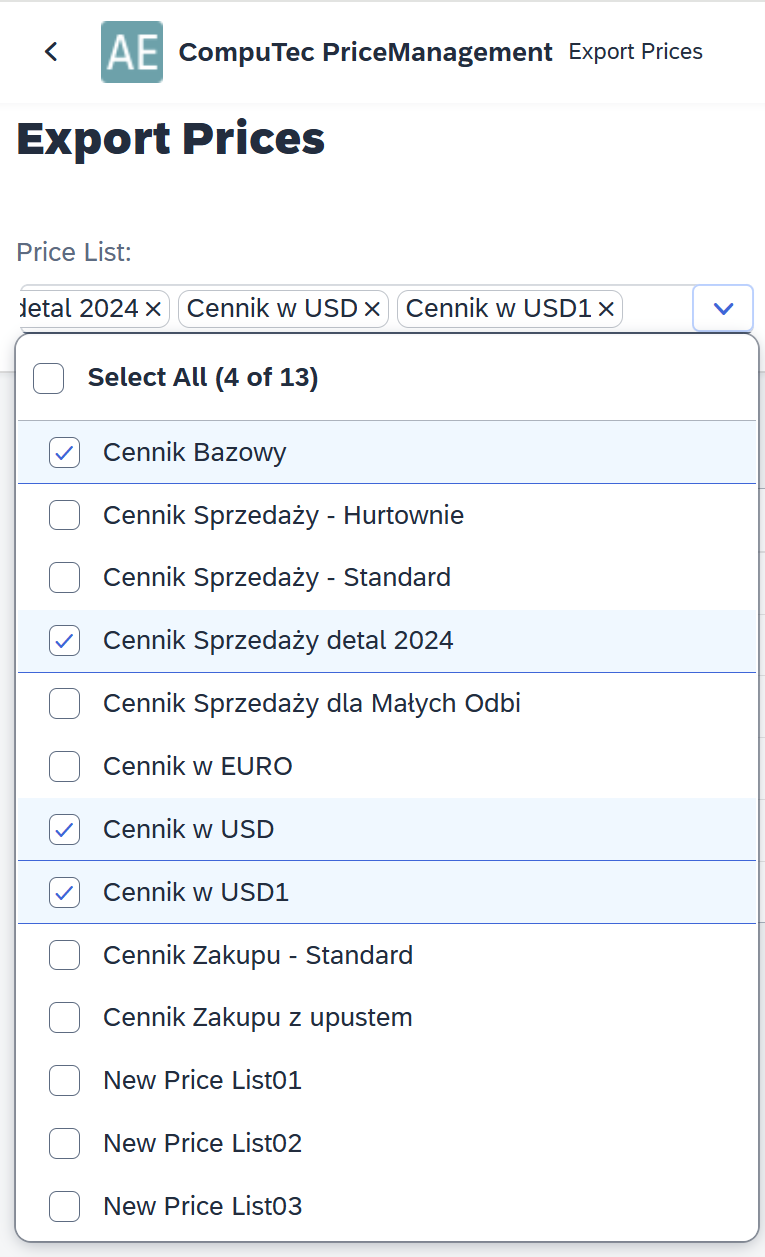 AE CompuTec PriceManagement Export Prices
Export Prices
Price List:
detal 2024 Cennik w USD Cennik w USD1
Select All (4 of 13)
Cennik Bazowy
Cennik Sprzedaży - Hurtownie
Cennik Sprzedaży - Standard
Cennik Sprzedaży detal 2024
Cennik Sprzedaży dla Małych Odbi
Cennik w EURO
Cennik w USD
Cennik w USD1
Cennik Zakupu - Standard
Cennik Zakupu z upustem
New Price List01
New Price List02
New Price List03